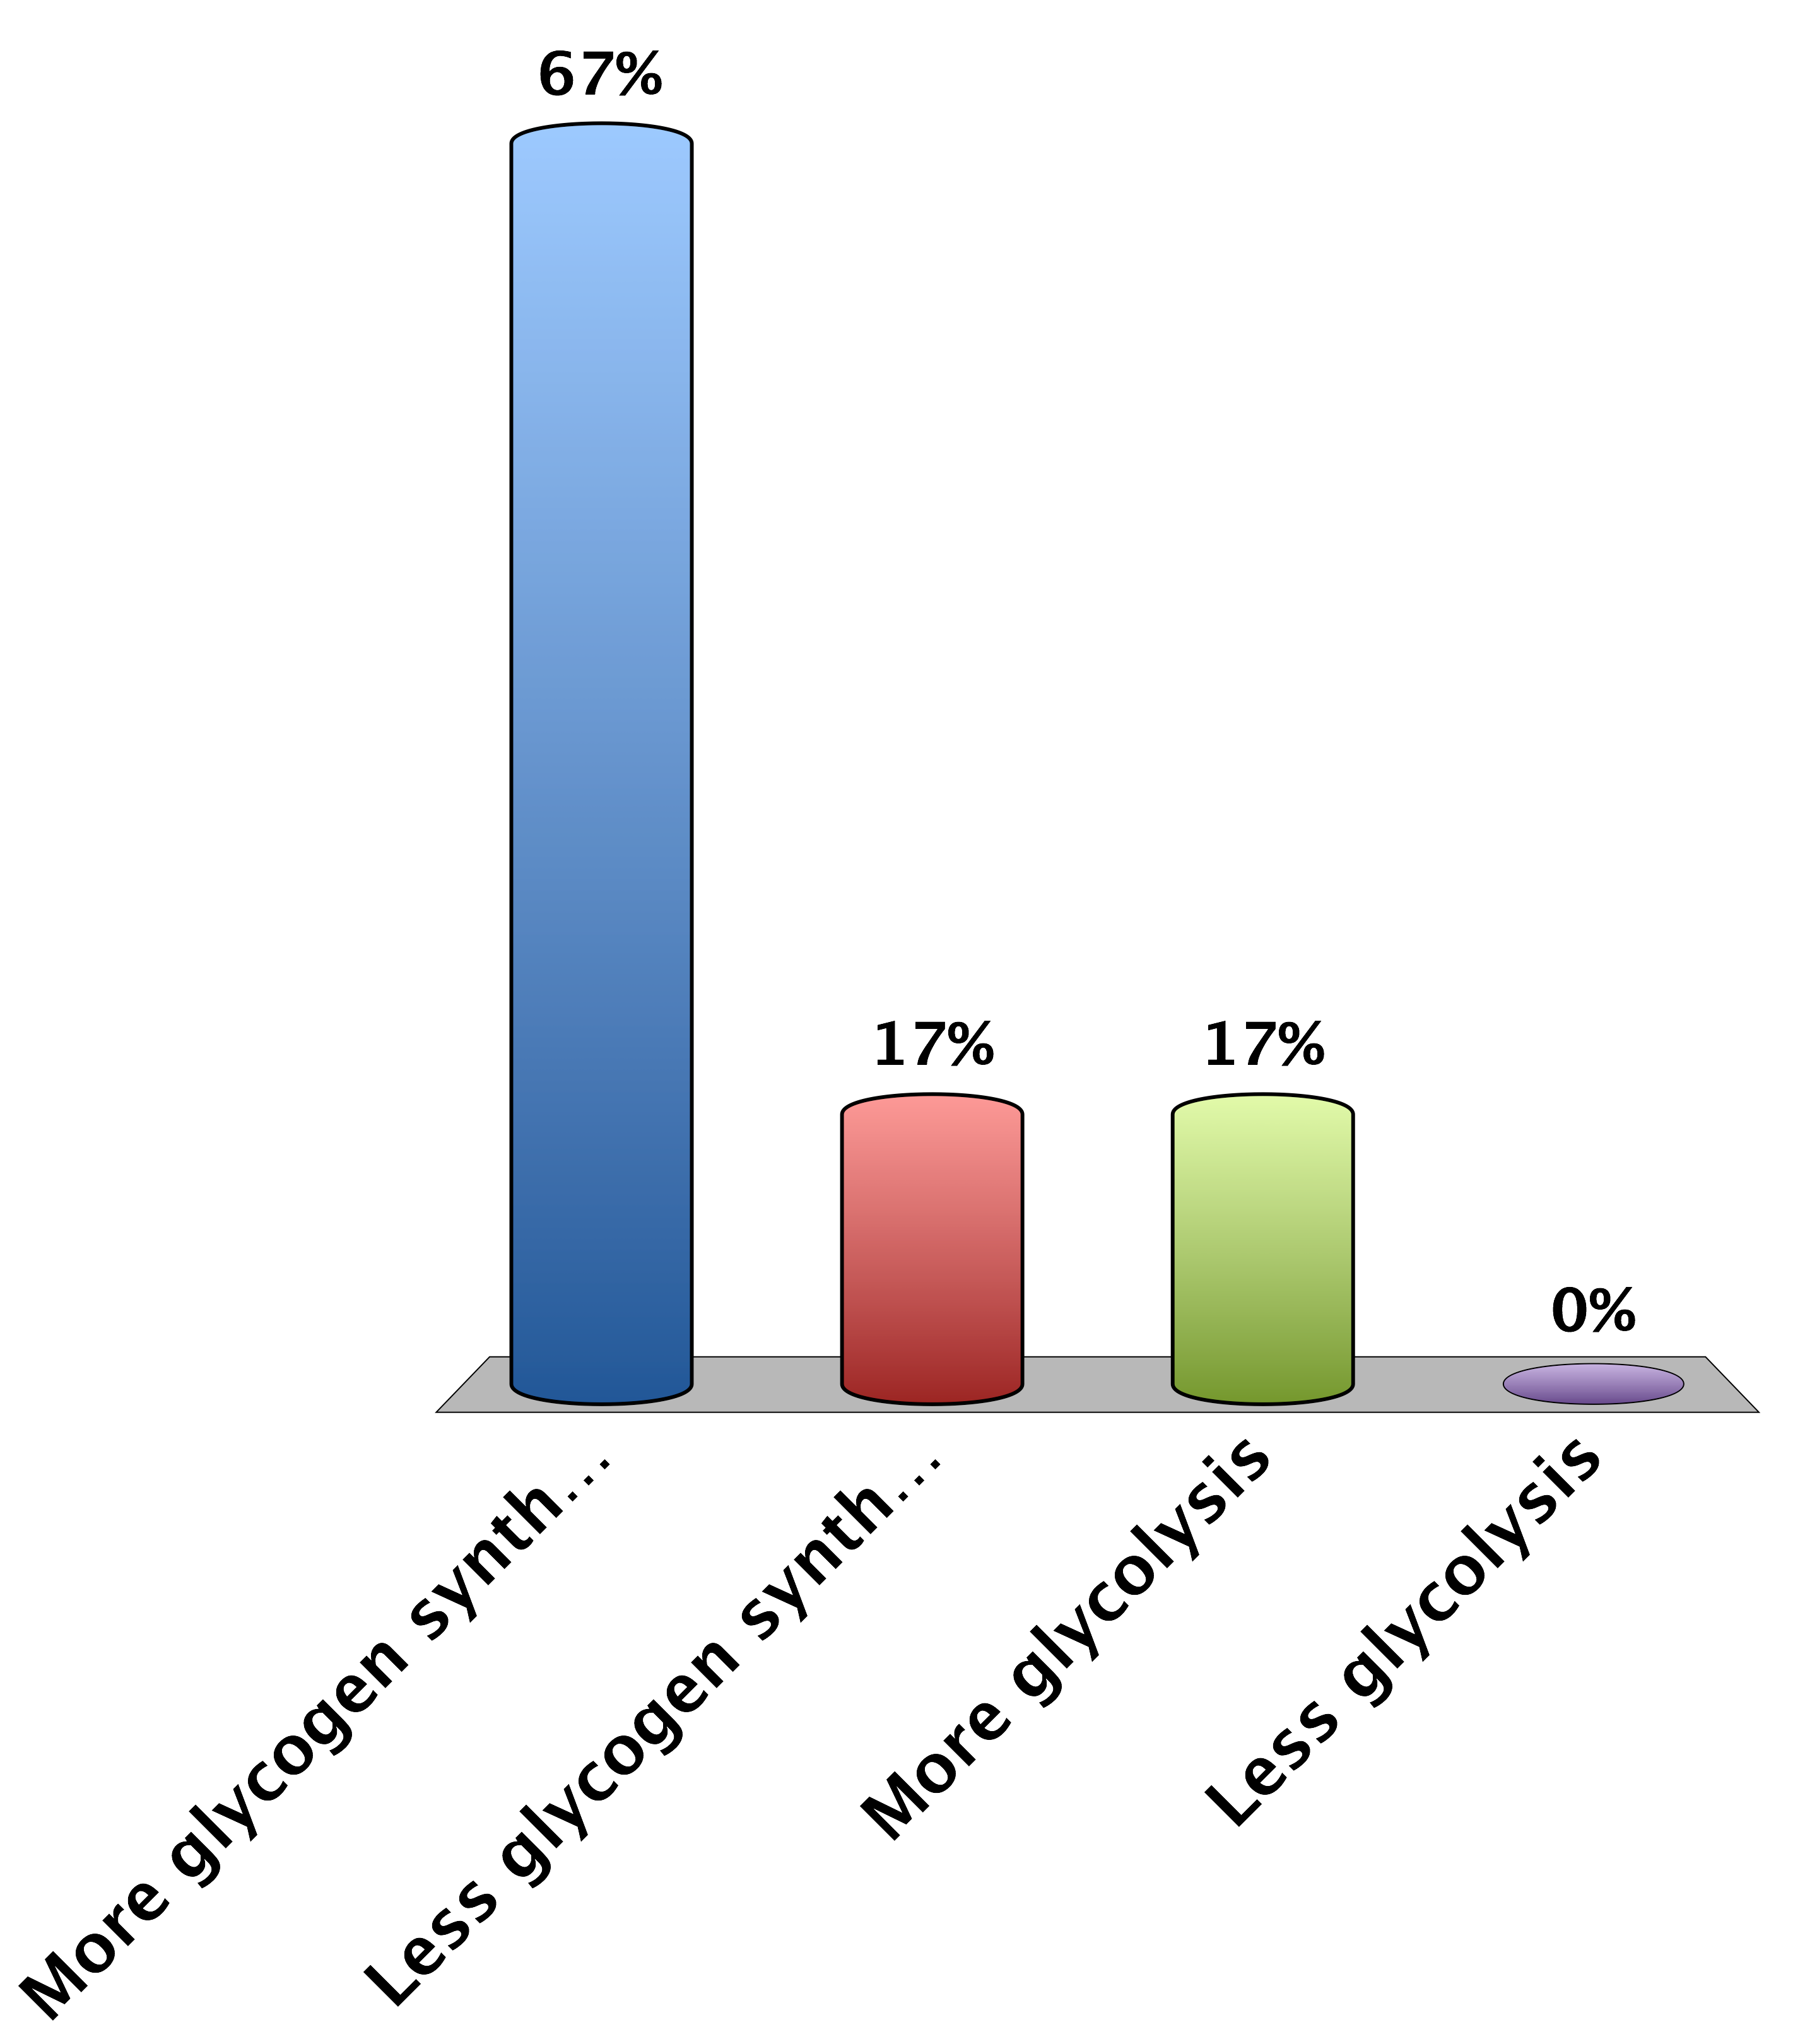 67%
17%
17%
0%
More glycogen synth...
Less glycogen synth...
More glycolysis
Less glycolysis